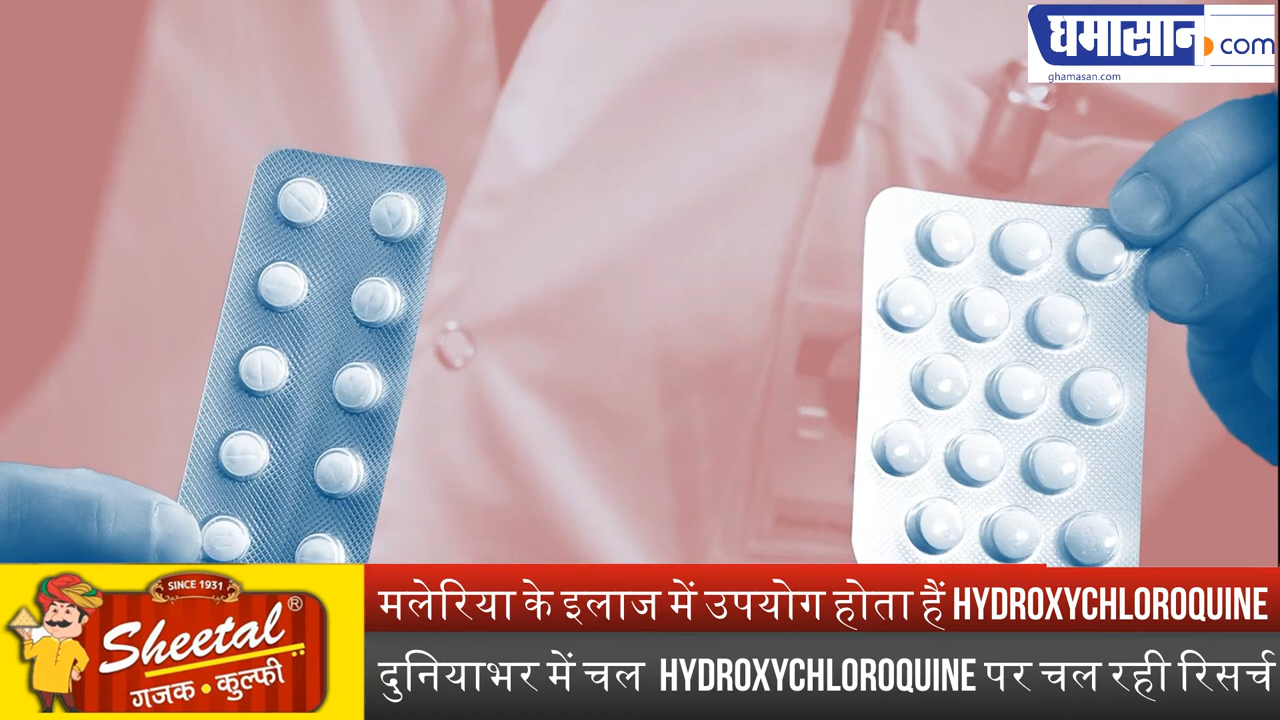 घमासान.com
ghamasan.com
SINCE 1931
Sheetal®
गजक • कुल्फी
मलेरिया के इलाज में उपयोग होता हैं HYDROXYCHLOROQUINE
दुनियाभर में चल HYDROXYCHLOROQUINE पर चल रही रिसर्च